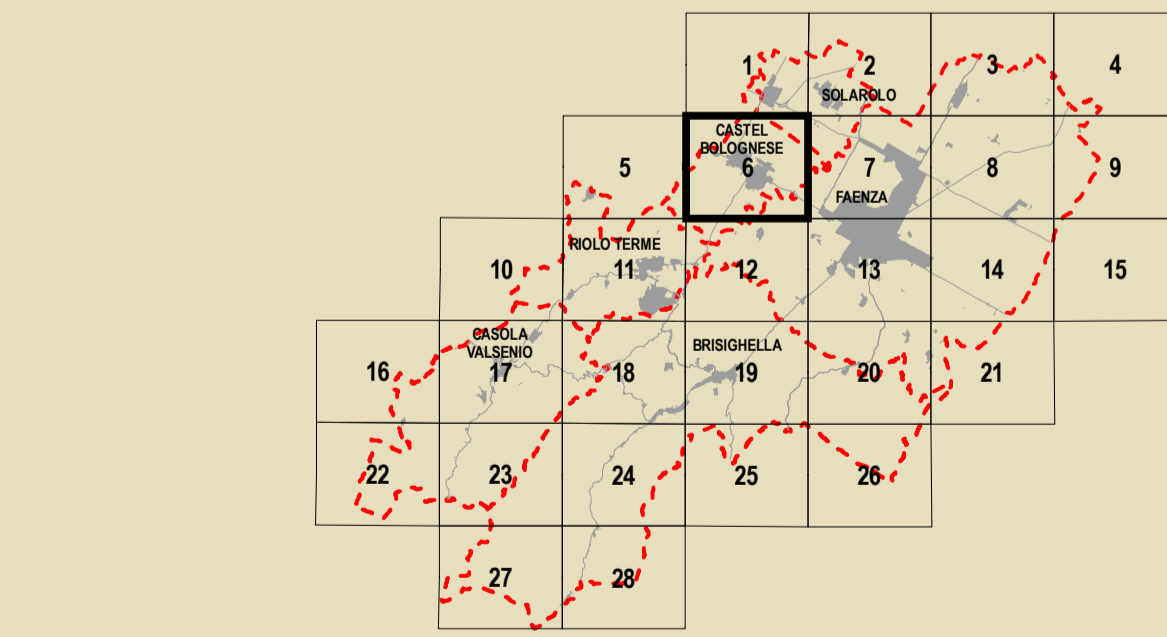 1 2 3 4
SOLAROLO
CASTEL
BOLOGNESE
5 6 7 8 9
FAENZA
RIOLO TERME
10 11 12 13 14 15
CASOLA
VALSENIO
BRISIGHELLA
16 17 18 19 20 21
22 23 24 25 26
27 28